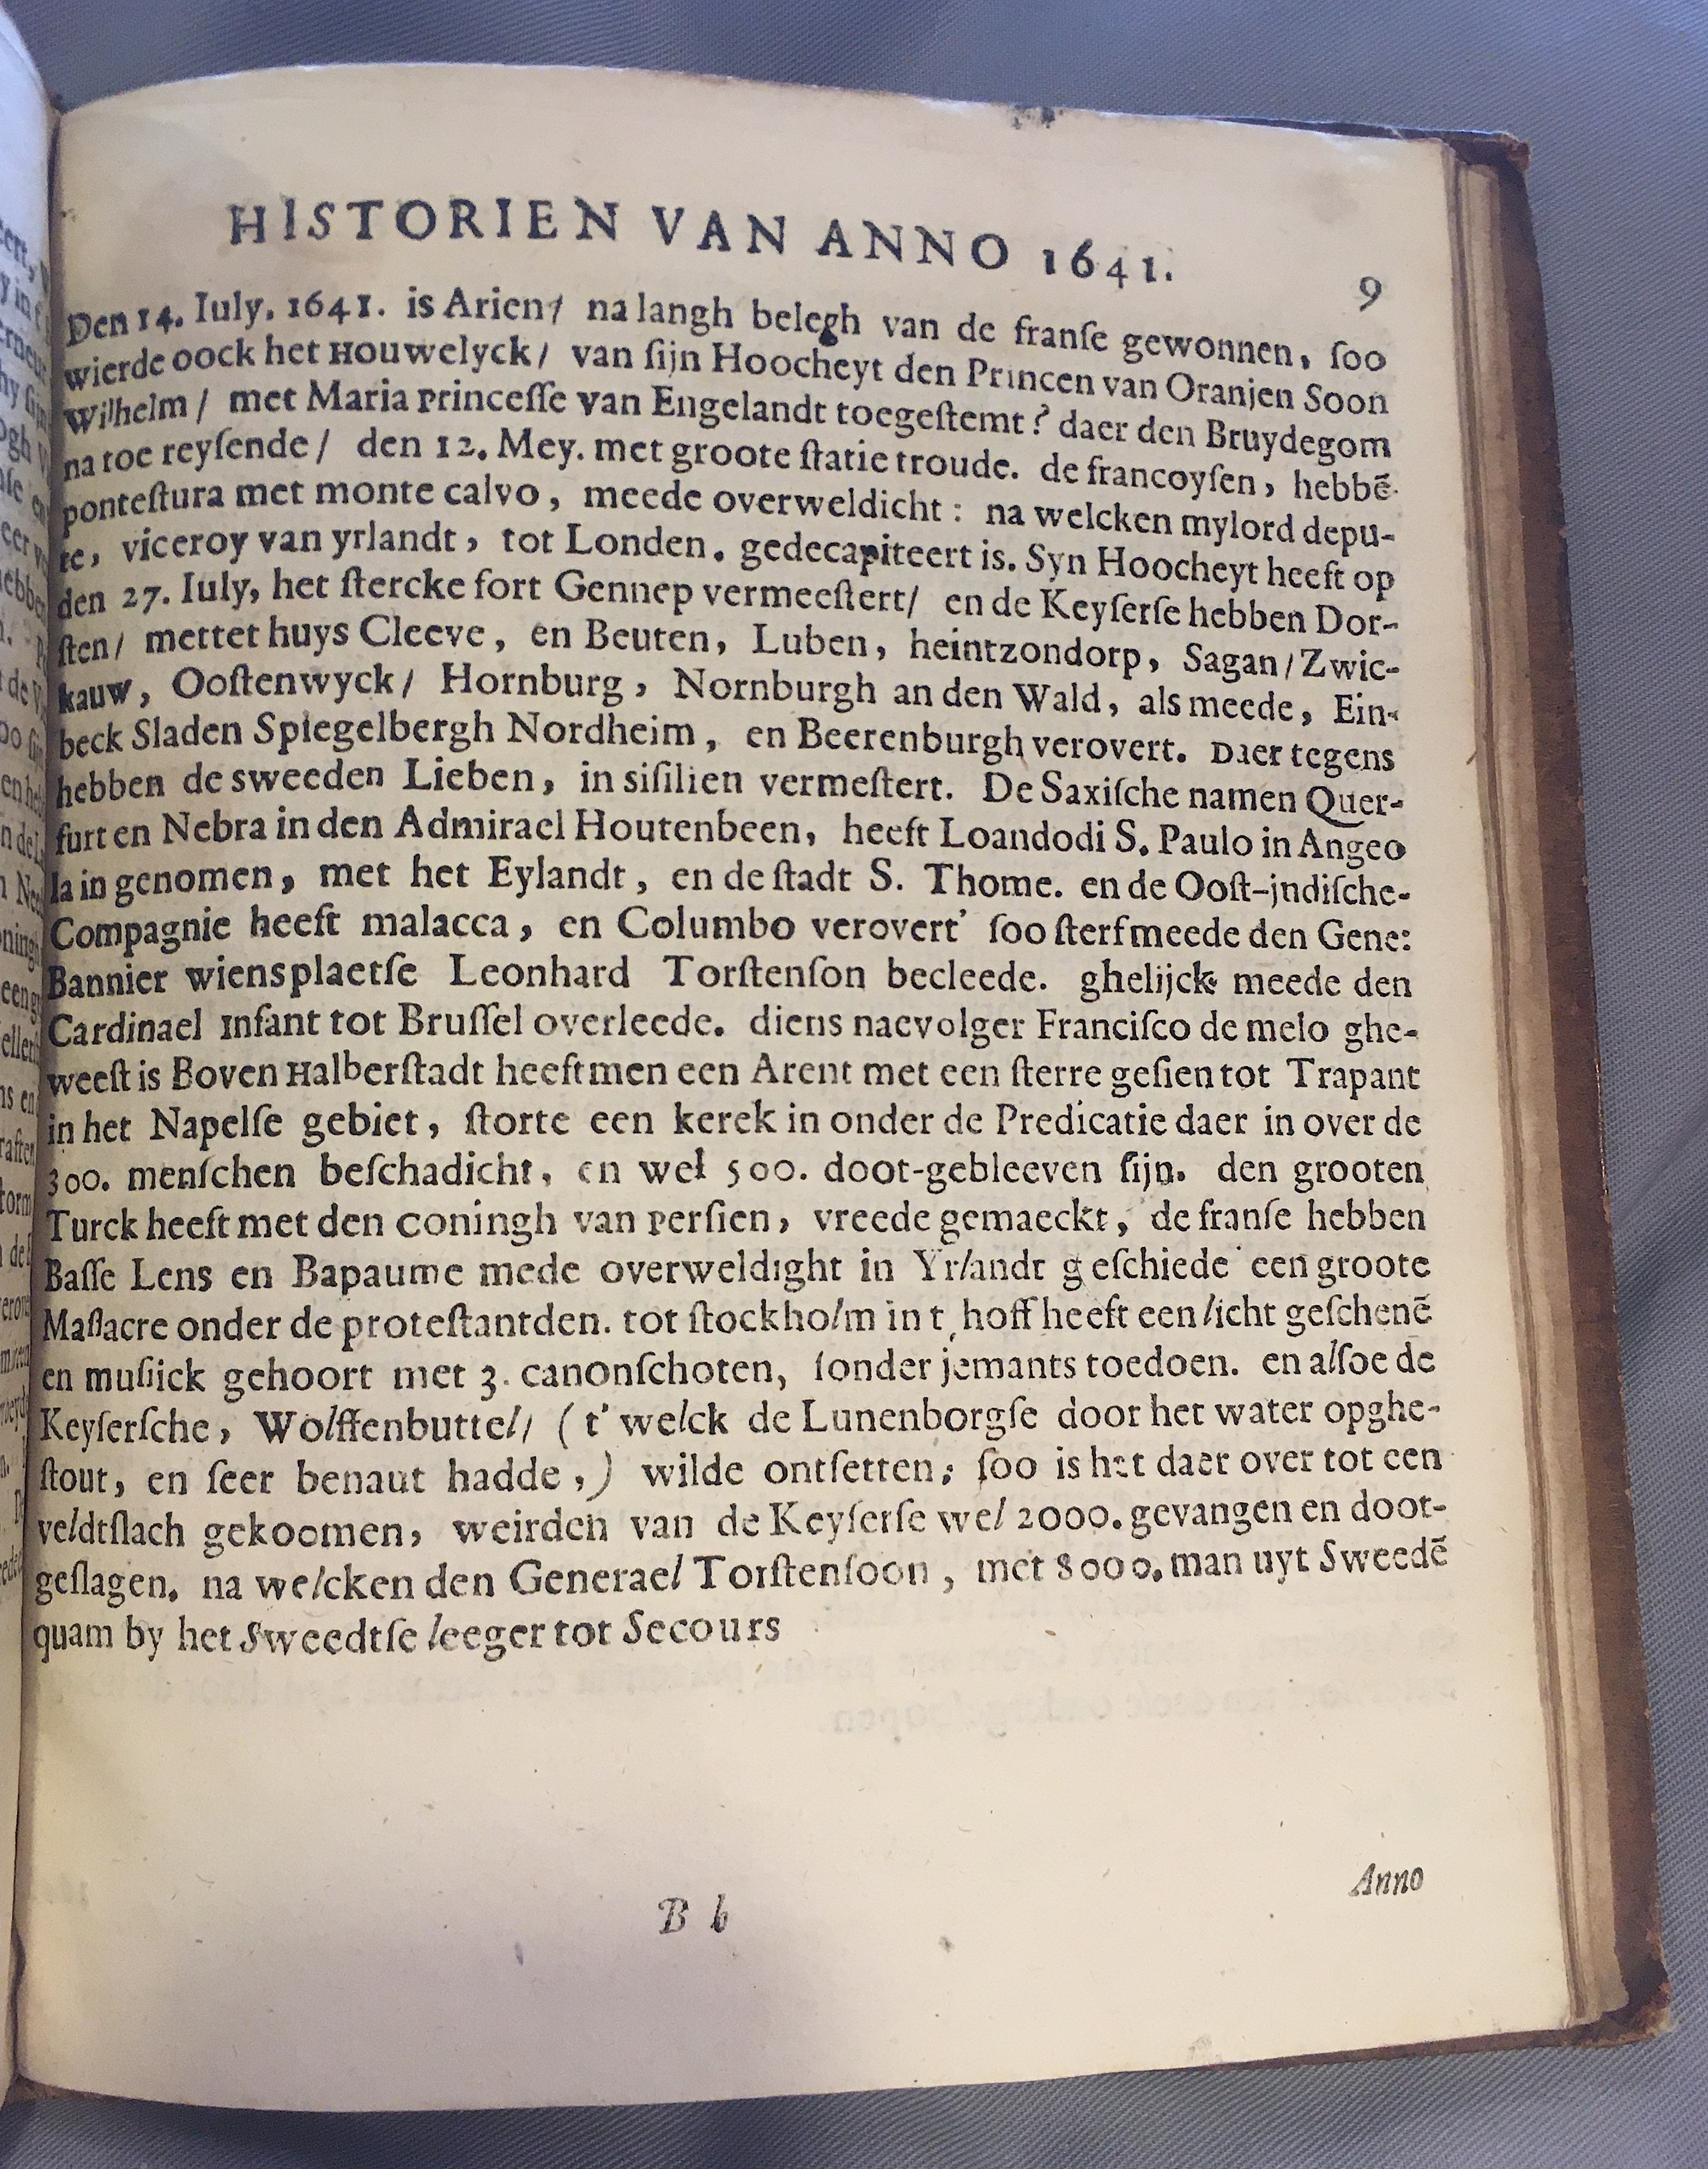 HISTORIEN VAN ANNO 1641.
9
Den 14. Iuly. 1641. is Arien/ na langh belegh van de franſe gewonnen, ſoo
wierde oock het Houwelyck/ van ſijn Hoocheyt den Princen van Oranjen Soon
Wilhelm/ met Maria princeſſe van Engelandt toegeſtemt? daer den Bruydegom
na toe reyſende/ den 12. Mey. met groote ſtatie troude. de francoyſen, hebbē
ponteſtura met monte calvo, meede overweldicht: na welcken mylord depu-
te, viceroy van yrlandt, tot Londen. gedecapiteert is. Syn Hoocheyt heeft op
den 27. Iuly, het ſtercke fort Gennep vermeeſtert/ en de Keyſerſe hebben Dor-
ſten/ mettet huys Cleeve, en Beuten, Luben, heintzondorp, Sagan/Zwic-
kauw, Ooſtenwyck/ Hornburg, Nornburgh an den Wald, als meede, Ein-
beck Sladen Spiegelbergh Nordheim, en Beerenburgh verovert. Daer tegens
hebben de sweeden Lieben, in siſilien vermeſtert. De Saxiſche namen Quer-
furt en Nebra in den Admirael Houtenbeen, heeft Loandodi S. Paulo in Angeo
la in genomen, met het Eylandt, en de ſtadt S. Thome. en de Ooſt-jndiſche-
Compagnie heeft malacca, en Columbo verovert' ſoo ſterf meede den Gene:
Bannier wiens plaetſe Leonhard Torſtenſon becleede. ghelijck meede den
Cardinael Infant tot Bruſſel overleede. diens naevolger Franciſco de melo ghe-
weeſt is Boven Halberſtadt heeft men een Arent met een ſterre geſien tot Trapant
in het Napelſe gebiet, ſtorte een kerek in onder de Predicatie daer in over de
300. menſchen beſchadicht, en wel 500. doot-gebleeven ſijn. den grooten
Turck heeft met den coningh van perſien, vreede gemaeckt, de franſe hebben
Baſſe Lens en Bapaume mede overweldight in Yrlandt geſchiede een groote
Maſſacre onder de proteſtantden. tot ſtockholm in t, hoff heeft een licht geſchenē
en muſiick gehoort met 3. canonſchoten, ſonder jemants toedoen. en alſoe de
Keyſerſche, Wolffenbuttel/ (t' welck de Lunenborgſe door het water opghe-
ſtout, en ſeer benaut hadde,) wilde ontſetten; ſoo is het daer over tot een
veldtſlach gekoomen, weirden van de Keyſerſe wel 2000. gevangen en doot-
geſlagen. na welcken den Generael Torſtenſoon, met 8000. man uyt Sweedē
quam by het Sweedtſe leeger tot Secours
B b
Anno